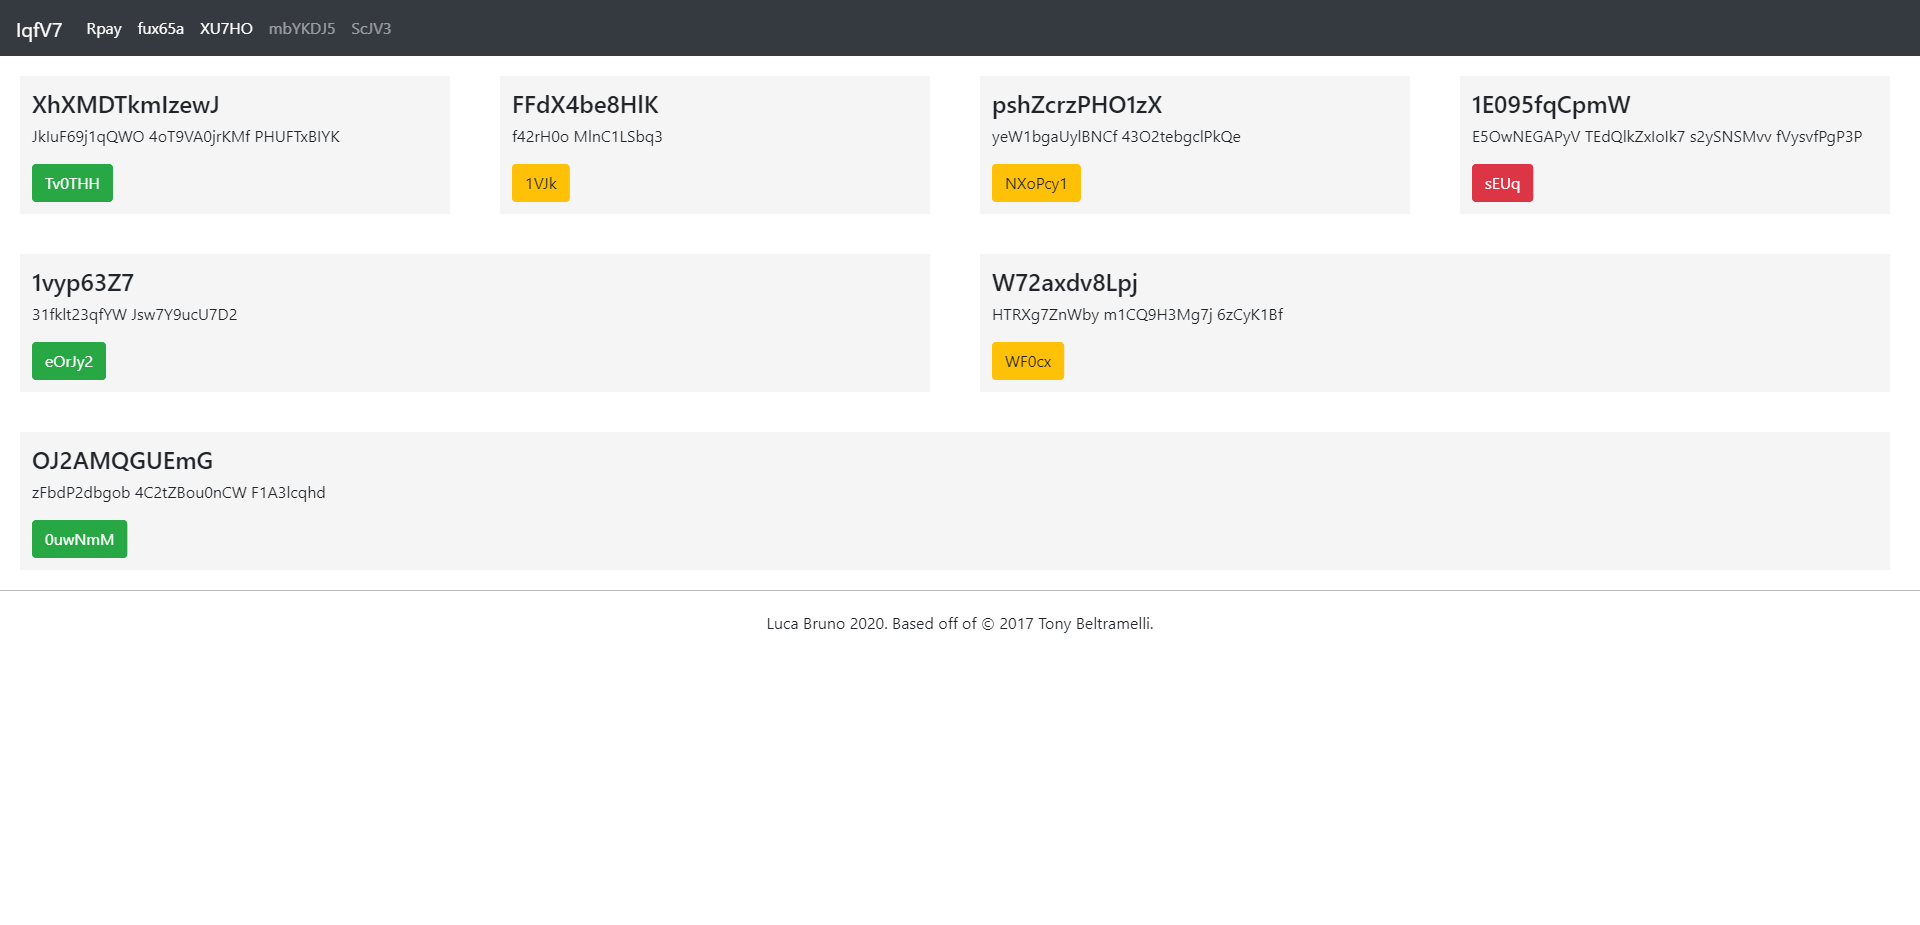 IqfV7 Rpay fux65a XU7HO mbYKDJ5 ScJV3
XhXMDTkmIzewJ
JkIuF69j1qQWO 4oT9VA0jrKMf PHUFTxBIYK
Tv0THH
FFdX4be8HlK
f42rH0o MlnC1LSbq3
1VJk
pshZcrzPHO1zX
yeW1bgaUylBNCf 43O2tebgclPkQe
NXoPcy1
1E095fqCpmW
E5OwNEGAPyV TEdQlkZxIoIk7 s2ySNSMvv fVysvfPgP3P
sEUq
1vyp63Z7
31fklt23qfYW Jsw7Y9ucU7D2
eOrJy2
W72axdv8Lpj
HTRXg7ZnWby m1CQ9H3Mg7j 6zCyK1Bf
WF0cx
OJ2AMQGUEmG
zFbdP2dbgob 4C2tZBou0nCW F1A3lcqhd
0uwNmM
Luca Bruno 2020. Based off of © 2017 Tony Beltramelli.